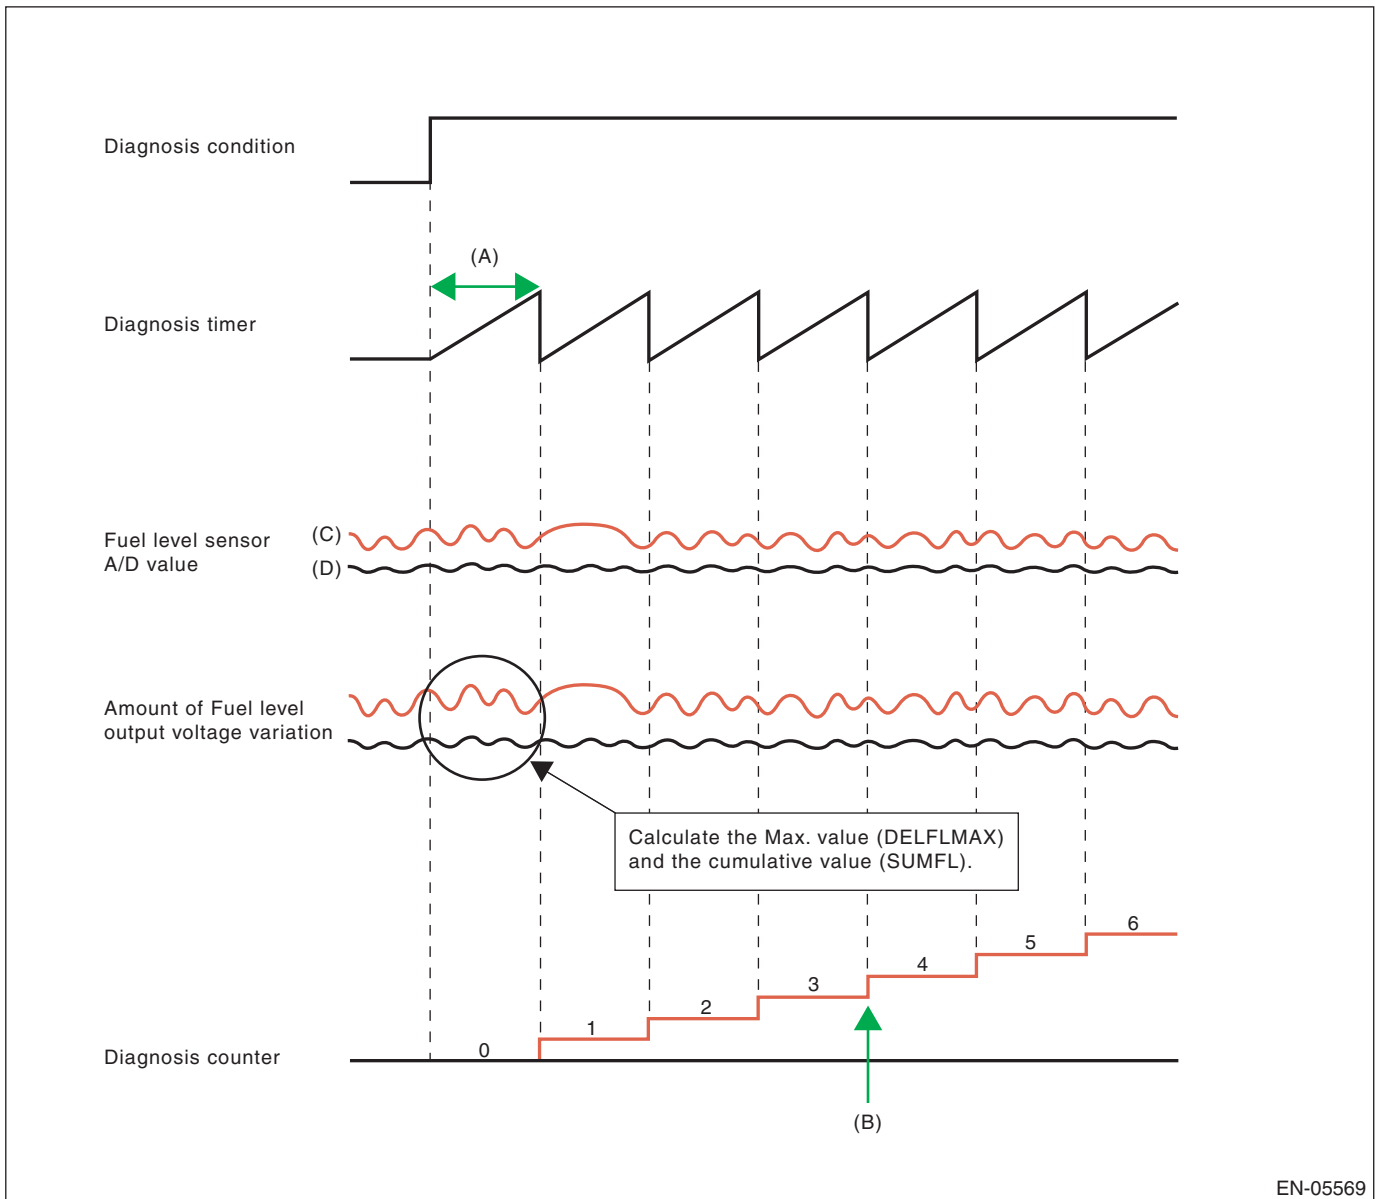 Diagnosis condition
(A)
Diagnosis timer
Fuel level sensor
A/D value
(C)
(D)
Amount of Fuel level
output voltage variation
Calculate the Max. value (DELFLMAX)
and the cumulative value (SUMFL).
Diagnosis counter
0
1
2
3
4
5
6
(B)
EN-05569